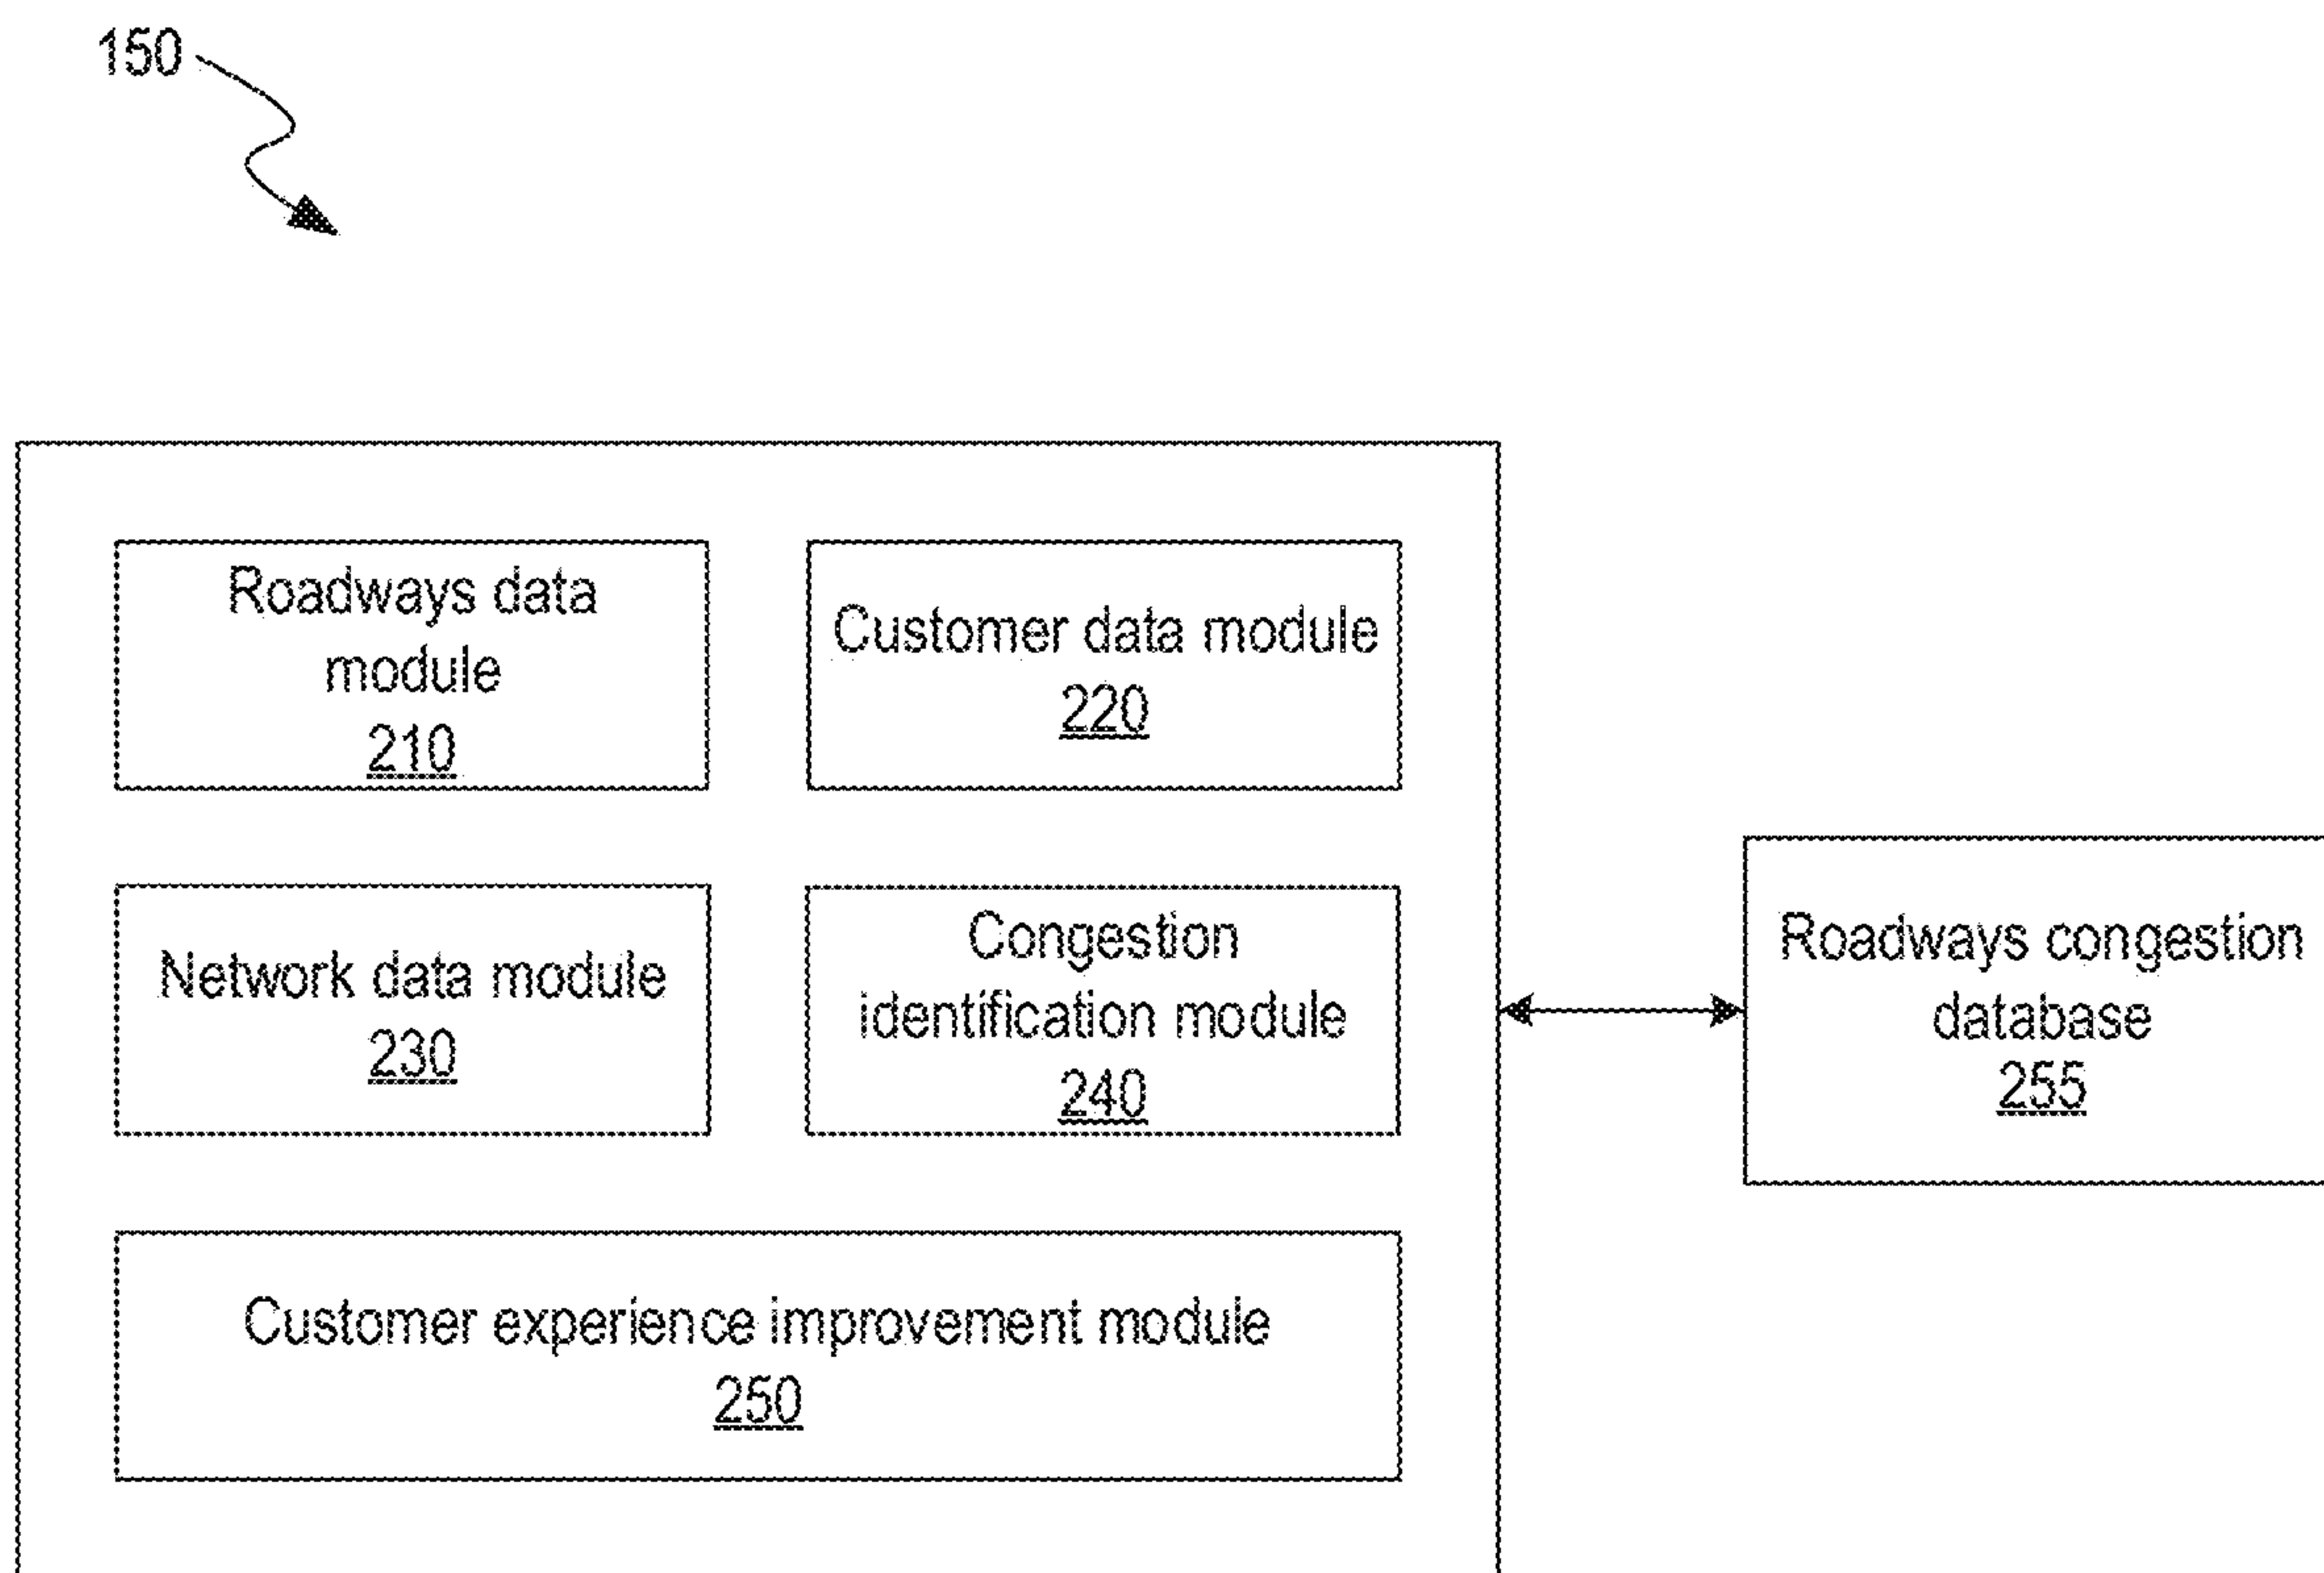 150
Roadways data
module
210
Customer data module
220
Network data module
230
Congestion
identification module
240
Roadways congestion
database
255
Customer experience improvement module
250